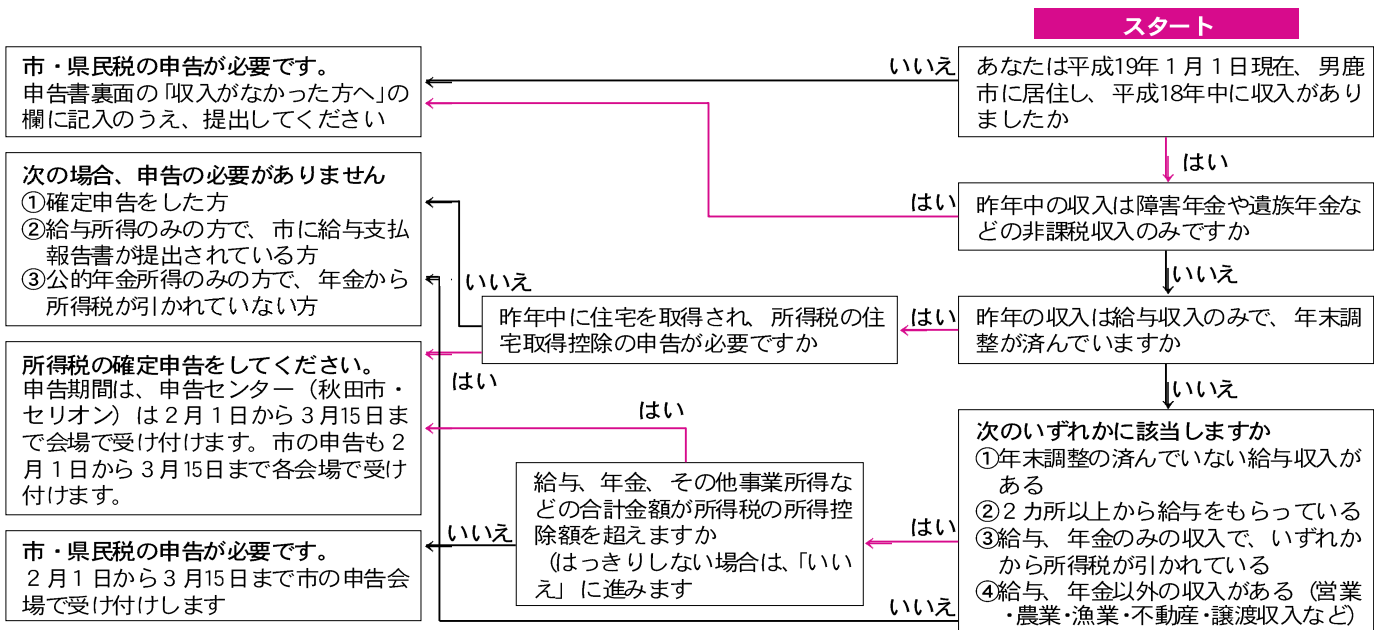 スタート
あなたは平成19年1月1日現在、男鹿
市に居住し、平成18年中に収入があり
ましたか
いいえ
市・県民税の申告が必要です。
申告書裏面の「収入がなかった方へ」の
欄に記入のうえ、提出してください
はい
昨年中の収入は障害年金や遺族年金な
どの非課税収入のみですか
はい
いいえ
次の場合、申告の必要がありません
①確定申告をした方
②給与所得のみの方で、市に給与支払
報告書が提出されている方
③公的年金所得のみの方で、年金から
所得税が引かれていない方
昨年の収入は給与収入のみで、年末調
整が済んでいますか
はい
昨年中に住宅を取得され、所得税の住
宅取得控除の申告が必要ですか
いいえ
はい
所得税の確定申告をしてください。
申告期間は、申告センター（秋田市・
セリオン）は2月1日から3月15日ま
で会場で受け付けます。市の申告も2
月1日から3月15日まで各会場で受け
付けます。
いいえ
次のいずれかに該当しますか
①年末調整の済んでいない給与収入が
ある
②2カ所以上から給与をもらっている
③給与、年金のみの収入で、いずれか
から所得税が引かれている
④給与、年金以外の収入がある（営業
・農業・漁業・不動産・譲渡収入など）
はい
給与、年金、その他事業所得な
どの合計金額が所得税の所得控
除額を超えますか
（はっきりしない場合は、「いい
え」に進みます
はい
いいえ
市・県民税の申告が必要です。
2月1日から3月15日まで市の申告会
場で受け付けします
いいえ